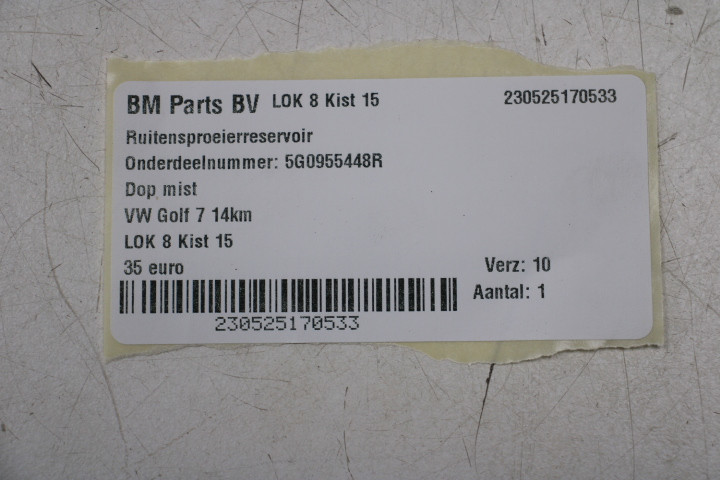 BM Parts BV LOK 8 Kist 15 230525170533
Ruitensproeierreservoir
Onderdeelnummer: 5G0955448R
Dop mist
VW Golf 7 14km
LOK 8 Kist 15
35 euro Verz: 10
Aantal: 1
230525170533